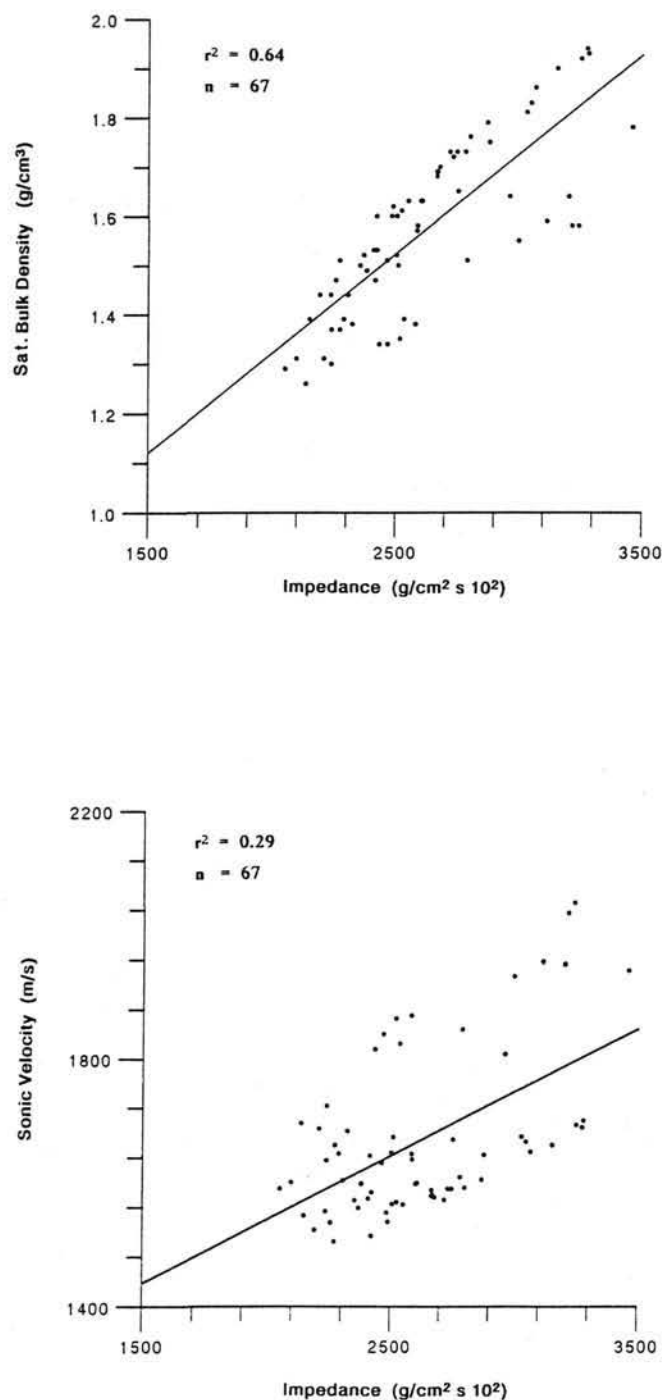 2.0
r² = 0.64
n = 67
1.8
1.6
1.4
1.2
1.0
Sat. Bulk Density (g/cm³)
1500 2500 3500
Impedance (g/cm² s 10²)
2200
r² = 0.29
n = 67
1800
1400
Sonic Velocity (m/s)
1500 2500 3500
Impedance (g/cm² s 10²)